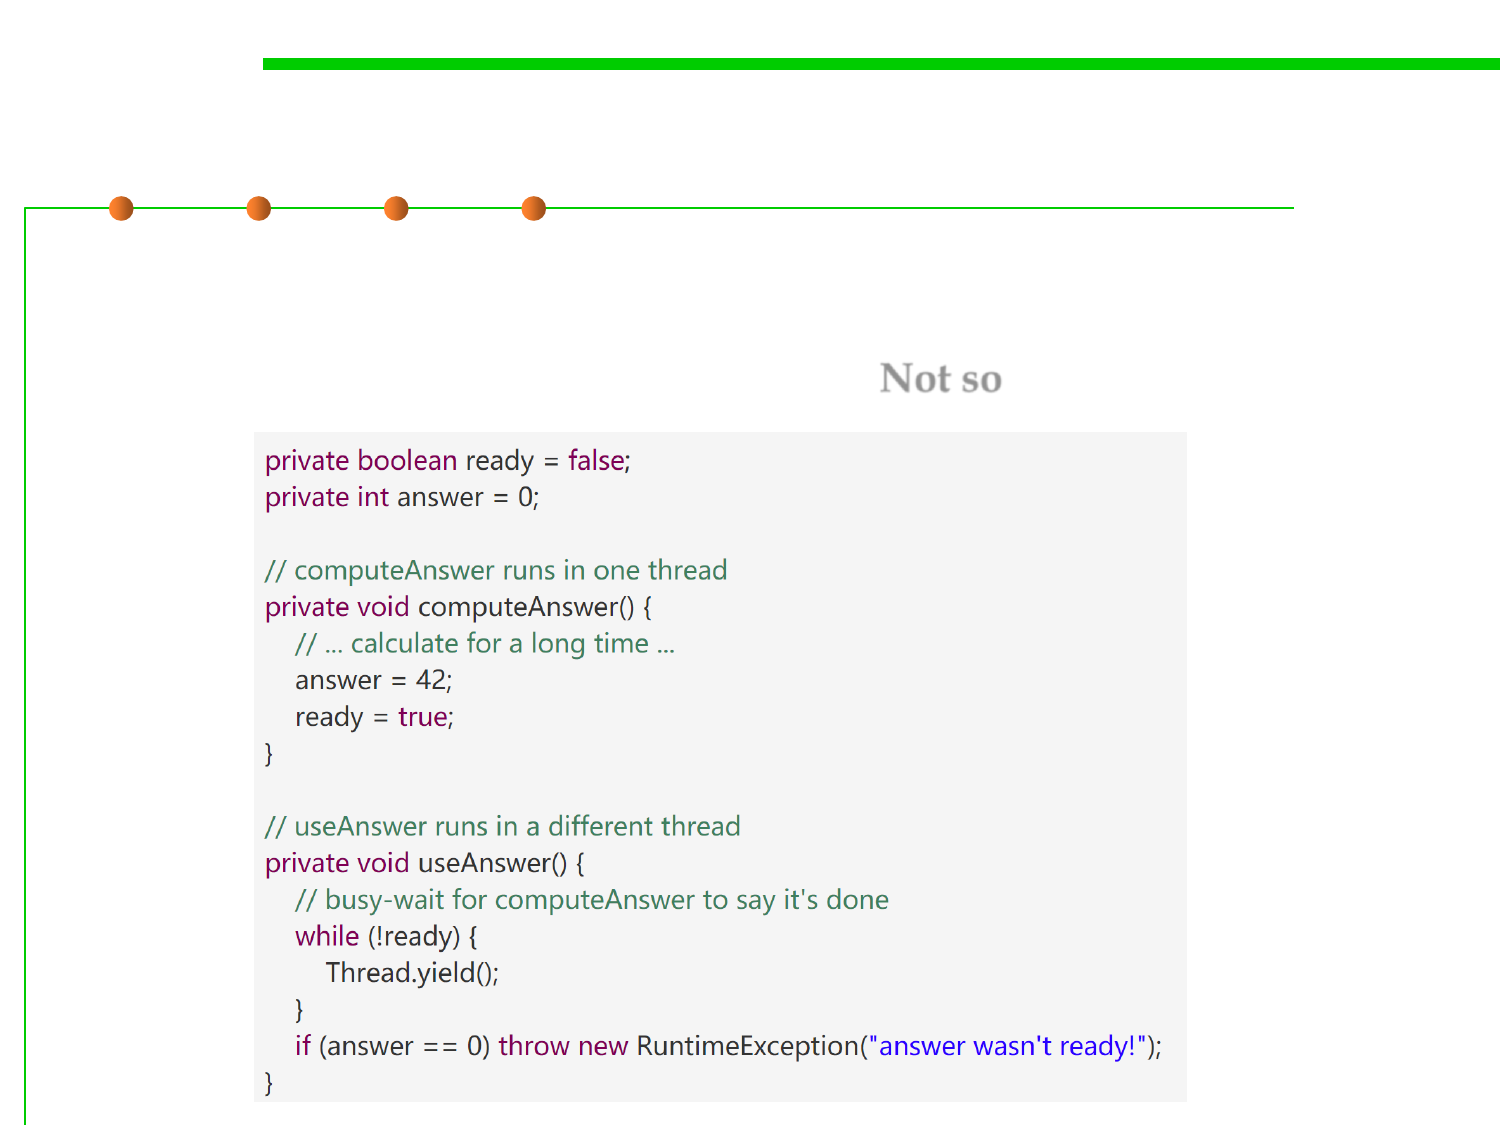 Not so
private boolean ready = false;
private int answer = 0;
// computeAnswer runs in one thread
private void computeAnswer() {
// ... calculate for a long time ...
answer = 42;
ready = true;
}
// useAnswer runs in a different thread
private void useAnswer() {
// busy-wait for computeAnswer to say it's done
while (!ready) {
Thread.yield();
}
if (answer == 0) throw new RuntimeException("answer wasn't ready!");
}